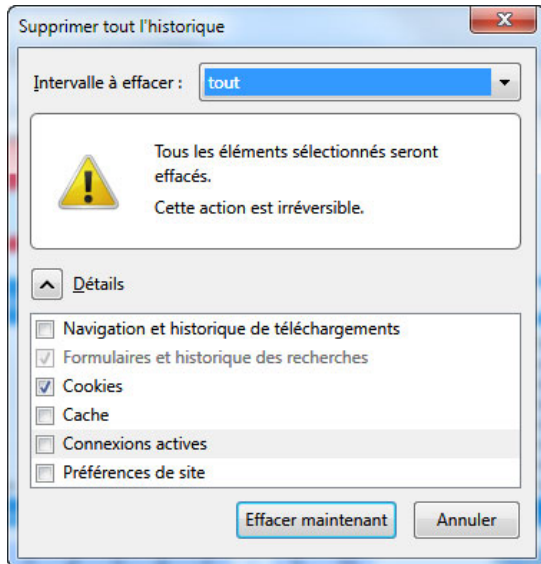 Supprimer tout l'historique
Intervalle à effacer : tout
Tous les éléments sélectionnés seront
effacés.
Cette action est irréversible.
Détails
Navigation et historique de téléchargements
Formulaires et historique des recherches
Cookies
Cache
Connexions actives
Préférences de site
Effacer maintenant Annuler